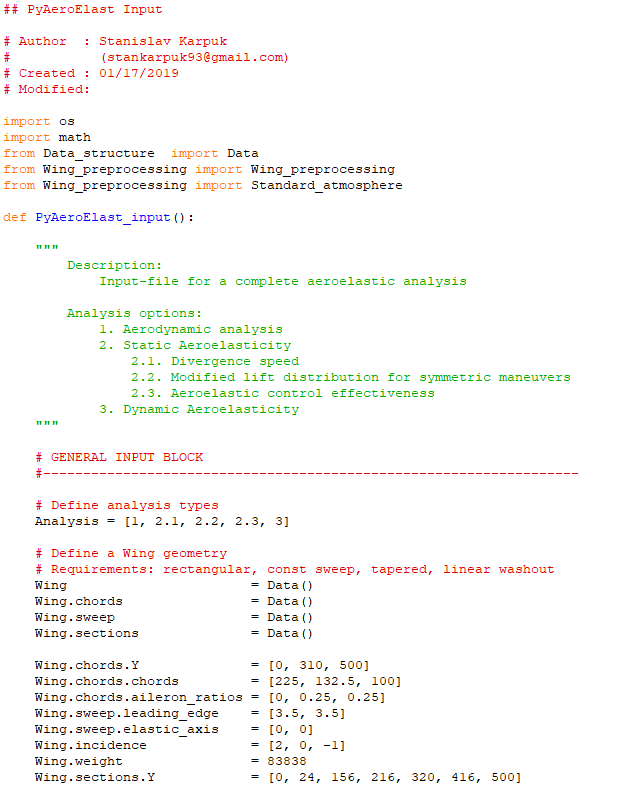 ## PyAeroElast Input
# Author  : Stanislav Karpuk
#           (stankarpuk93@gmail.com)
# Created : 01/17/2019
# Modified:
import os
import math
from Data_structure  import Data
from Wing_preprocessing import Wing_preprocessing
from Wing_preprocessing import Standard_atmosphere
def PyAeroElast_input():
    """
        Description:
            Input-file for a complete aeroelastic analysis
        Analysis options:
            1. Aerodynamic analysis
            2. Static Aeroelasticity
                2.1. Divergence speed
                2.2. Modified lift distribution for symmetric maneuvers
                2.3. Aeroelastic control effectiveness
            3. Dynamic Aeroelasticity
    """
    # GENERAL INPUT BLOCK
    #-------------------------------------------------------------------
    # Define analysis types
    Analysis = [1, 2.1, 2.2, 2.3, 3]
    # Define a Wing geometry
    # Requirements: rectangular, const sweep, tapered, linear washout
    Wing                       = Data()
    Wing.chords                = Data()
    Wing.sweep                 = Data()
    Wing.sections              = Data()
    Wing.chords.Y              = [0, 310, 500]
    Wing.chords.chords         = [225, 132.5, 100]
    Wing.chords.aileron_ratios = [0, 0.25, 0.25]
    Wing.sweep.leading_edge    = [3.5, 3.5]
    Wing.sweep.elastic_axis    = [0, 0]
    Wing.incidence             = [2, 0, -1]
    Wing.weight                = 83838
    Wing.sections.Y            = [0, 24, 156, 216, 320, 416, 500]